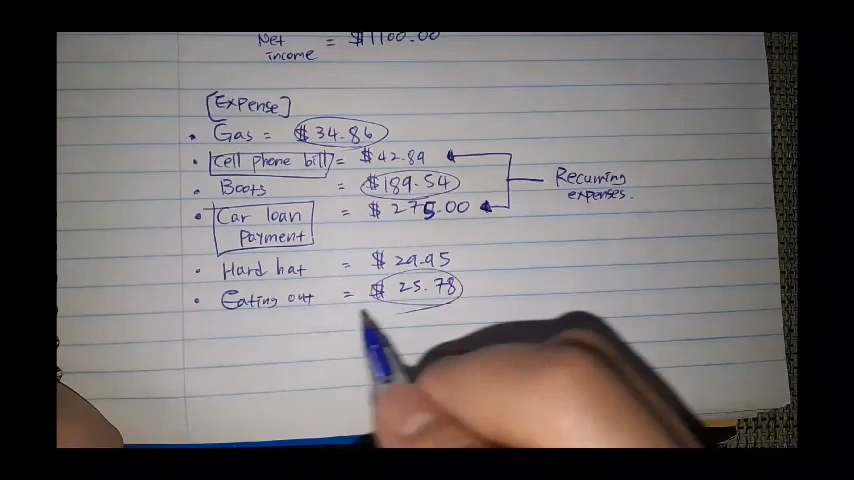 Net = $1100.00
income
[Expense]
• Gas = $34.86
• Cell phone bill = $42.89
• Boots = $189.54
• Car loan = $275.00
Payment
Recurring
expenses.
• Hard hat = $29.95
• Eating out = $25.78